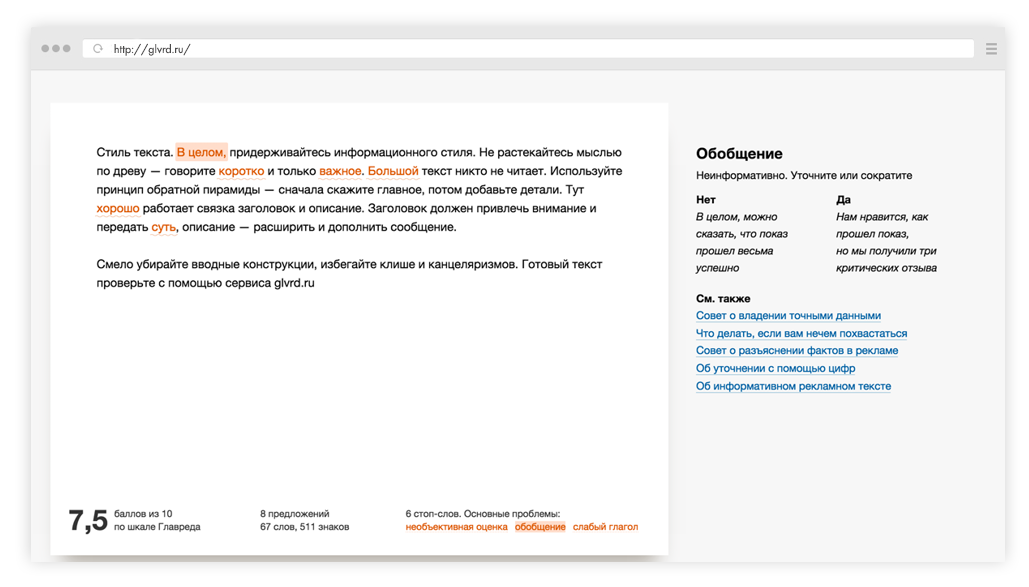 http://glvrd.ru/
Стиль текста. В целом, придерживайтесь информационного стиля. Не растекайтесь мыслью
по древу — говорите коротко и только важное. Большой текст никто не читает. Используйте
принцип обратной пирамиды — сначала скажите главное, потом добавьте детали. Тут
хорошо работает связка заголовок и описание. Заголовок должен привлечь внимание и
передать суть, описание — расширить и дополнить сообщение.
Смело убирайте вводные конструкции, избегайте клише и канцеляризмов. Готовый текст
проверьте с помощью сервиса glvrd.ru
7,5
баллов из 10
по шкале Главреда
8 предложений
67 слов, 511 знаков
6 стоп-слов. Основные проблемы:
необъективная оценка обобщение слабый глагол
Обобщение
Неинформативно. Уточните или сократите
Нет
В целом, можно
сказать, что показ
прошел весьма
успешно
Да
Нам нравится, как
прошел показ,
но мы получили три
критических отзыва
См. также
Совет о владении точными данными
Что делать, если вам нечем похвастаться
Совет о разъяснении фактов в рекламе
Об уточнении с помощью цифр
Об информативном рекламном тексте